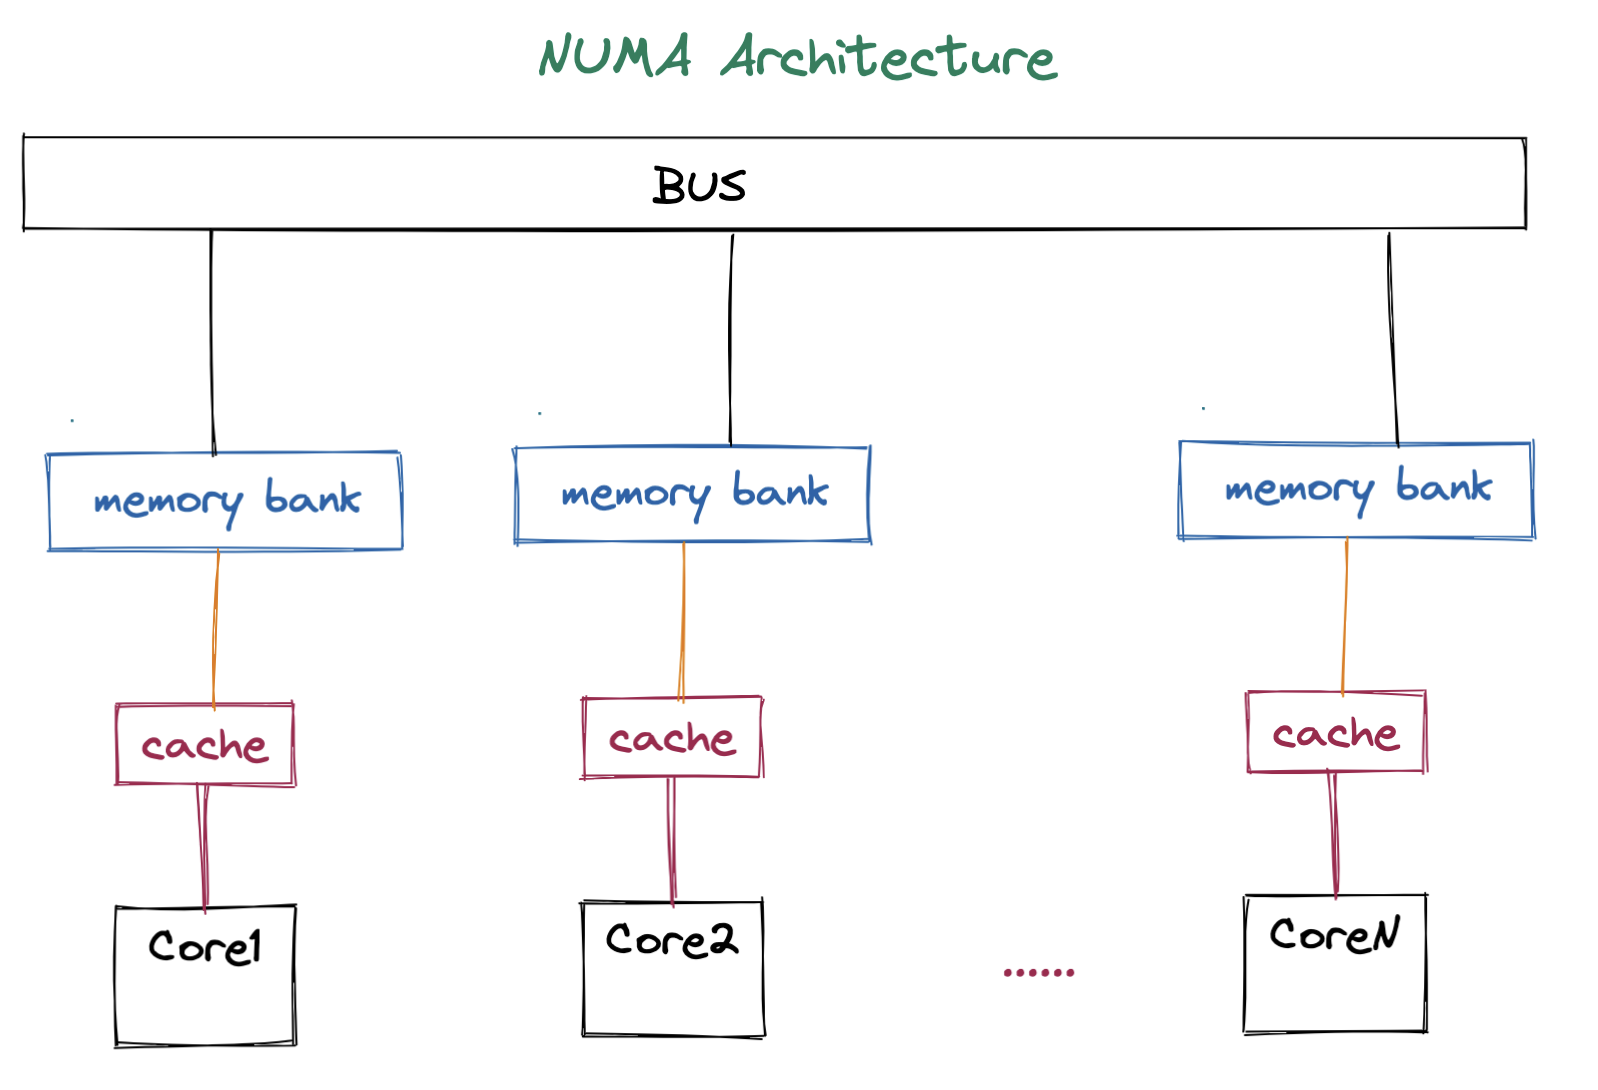 NUMA Architecture
BUS
memory bank
memory bank
memory bank
cache
cache
cache
Core1
Core2
......
CoreN